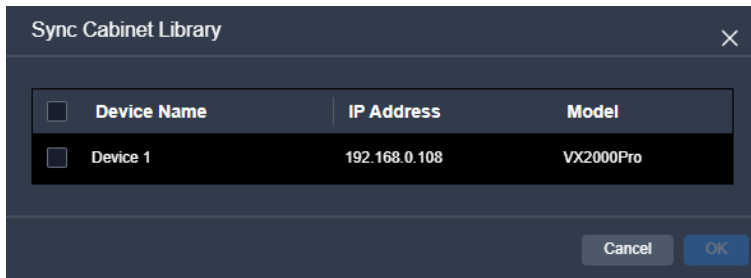 Sync Cabinet Library
Device Name IP Address Model
Device 1 192.168.0.108 VX2000Pro
Cancel OK